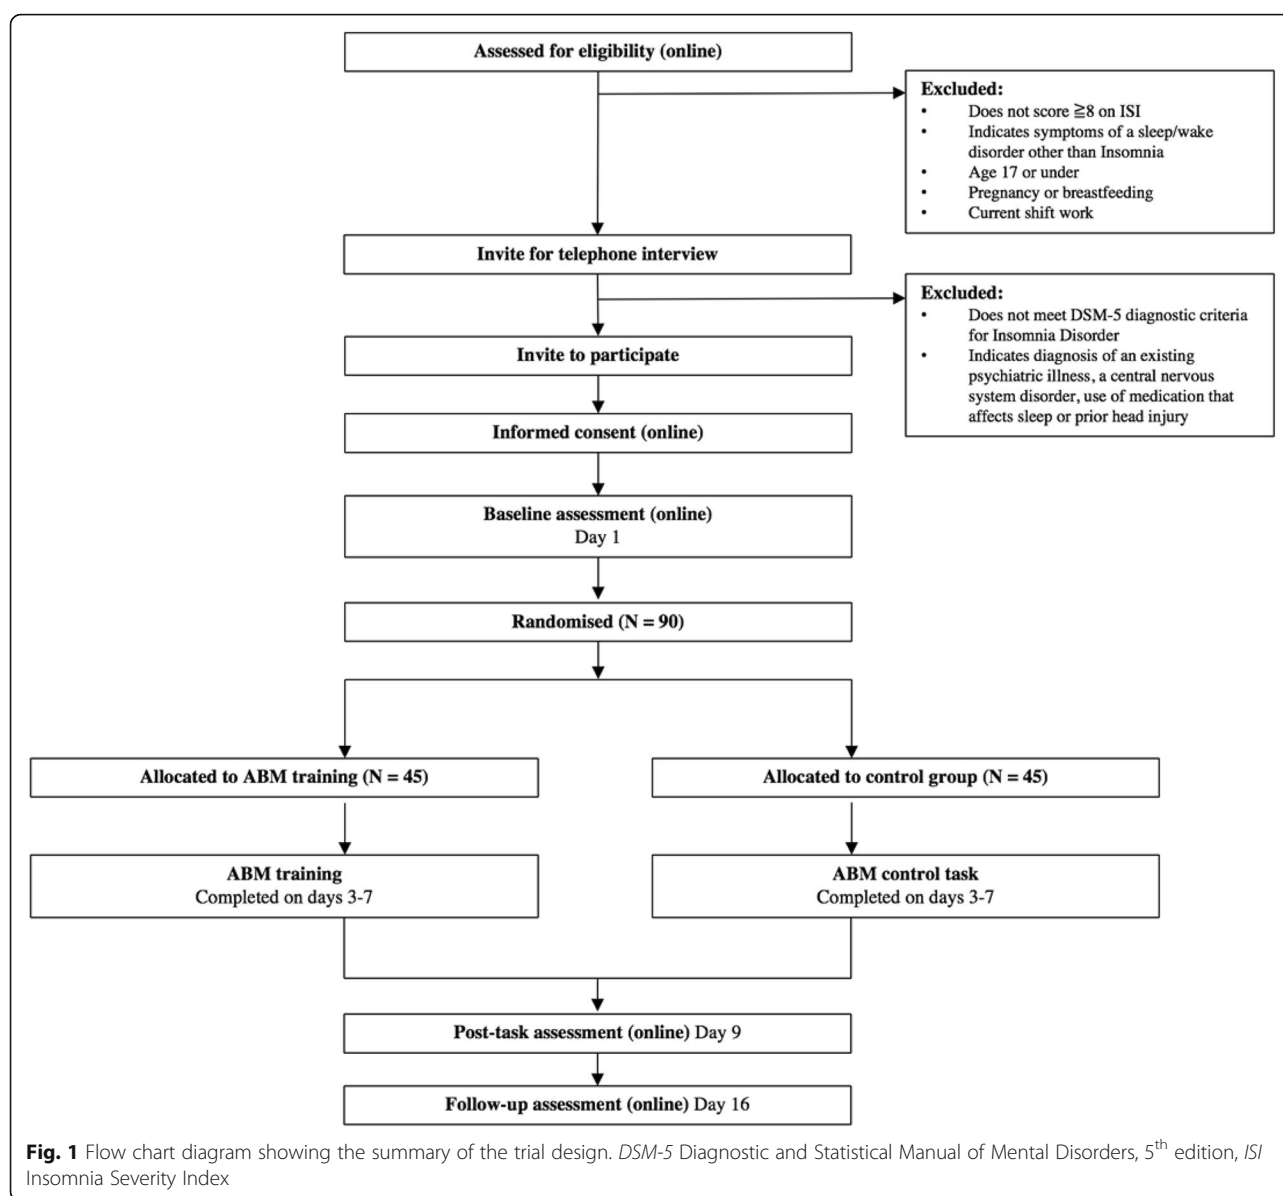 Assessed for eligibility (online)
Excluded:
• Does not score ≧8 on ISI
• Indicates symptoms of a sleep/wake
disorder other than Insomnia
• Age 17 or under
• Pregnancy or breastfeeding
• Current shift work
Invite for telephone interview
Excluded:
• Does not meet DSM-5 diagnostic criteria
for Insomnia Disorder
• Indicates diagnosis of an existing
psychiatric illness, a central nervous
system disorder, use of medication that
affects sleep or prior head injury
Invite to participate
Informed consent (online)
Baseline assessment (online)
Day 1
Randomised (N = 90)
Allocated to ABM training (N = 45)
Allocated to control group (N = 45)
ABM training
Completed on days 3-7
ABM control task
Completed on days 3-7
Post-task assessment (online) Day 9
Follow-up assessment (online) Day 16
Fig. 1 Flow chart diagram showing the summary of the trial design. DSM-5 Diagnostic and Statistical Manual of Mental Disorders, 5th edition, ISI
Insomnia Severity Index